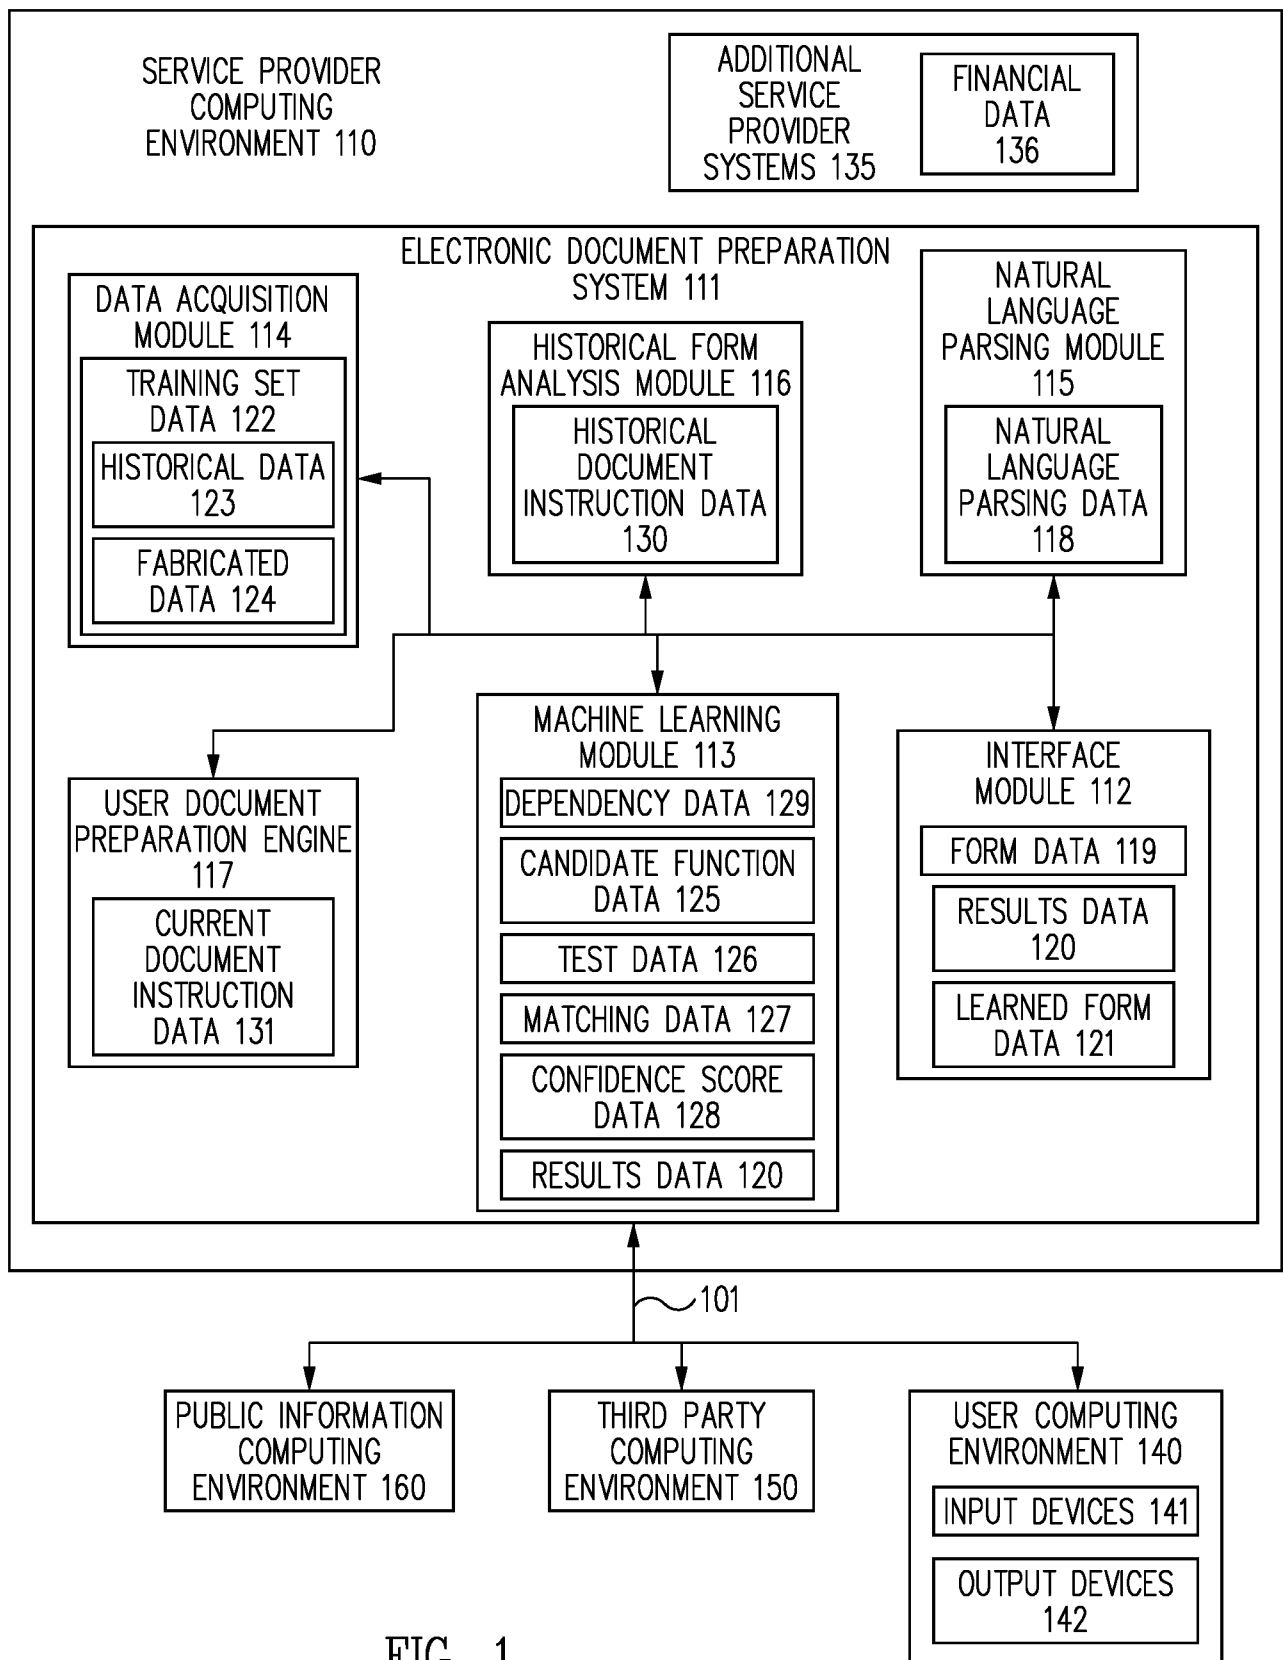 SERVICE PROVIDER
COMPUTING
ENVIRONMENT 110
ADDITIONAL
SERVICE
PROVIDER
SYSTEMS 135
FINANCIAL
DATA
136
ELECTRONIC DOCUMENT PREPARATION
SYSTEM 111
DATA ACQUISITION
MODULE 114
TRAINING SET
DATA 122
HISTORICAL DATA
123
FABRICATED
DATA 124
HISTORICAL FORM
ANALYSIS MODULE 116
HISTORICAL
DOCUMENT
INSTRUCTION DATA
130
NATURAL
LANGUAGE
PARSING MODULE
115
NATURAL
LANGUAGE
PARSING DATA
118
USER DOCUMENT
PREPARATION ENGINE
117
CURRENT
DOCUMENT
INSTRUCTION
DATA 131
MACHINE LEARNING
MODULE 113
DEPENDENCY DATA 129
CANDIDATE FUNCTION
DATA 125
TEST DATA 126
MATCHING DATA 127
CONFIDENCE SCORE
DATA 128
RESULTS DATA 120
INTERFACE
MODULE 112
FORM DATA 119
RESULTS DATA
120
LEARNED FORM
DATA 121
101
PUBLIC INFORMATION
COMPUTING
ENVIRONMENT 160
THIRD PARTY
COMPUTING
ENVIRONMENT 150
USER COMPUTING
ENVIRONMENT 140
INPUT DEVICES 141
OUTPUT DEVICES
142
FIG. 1